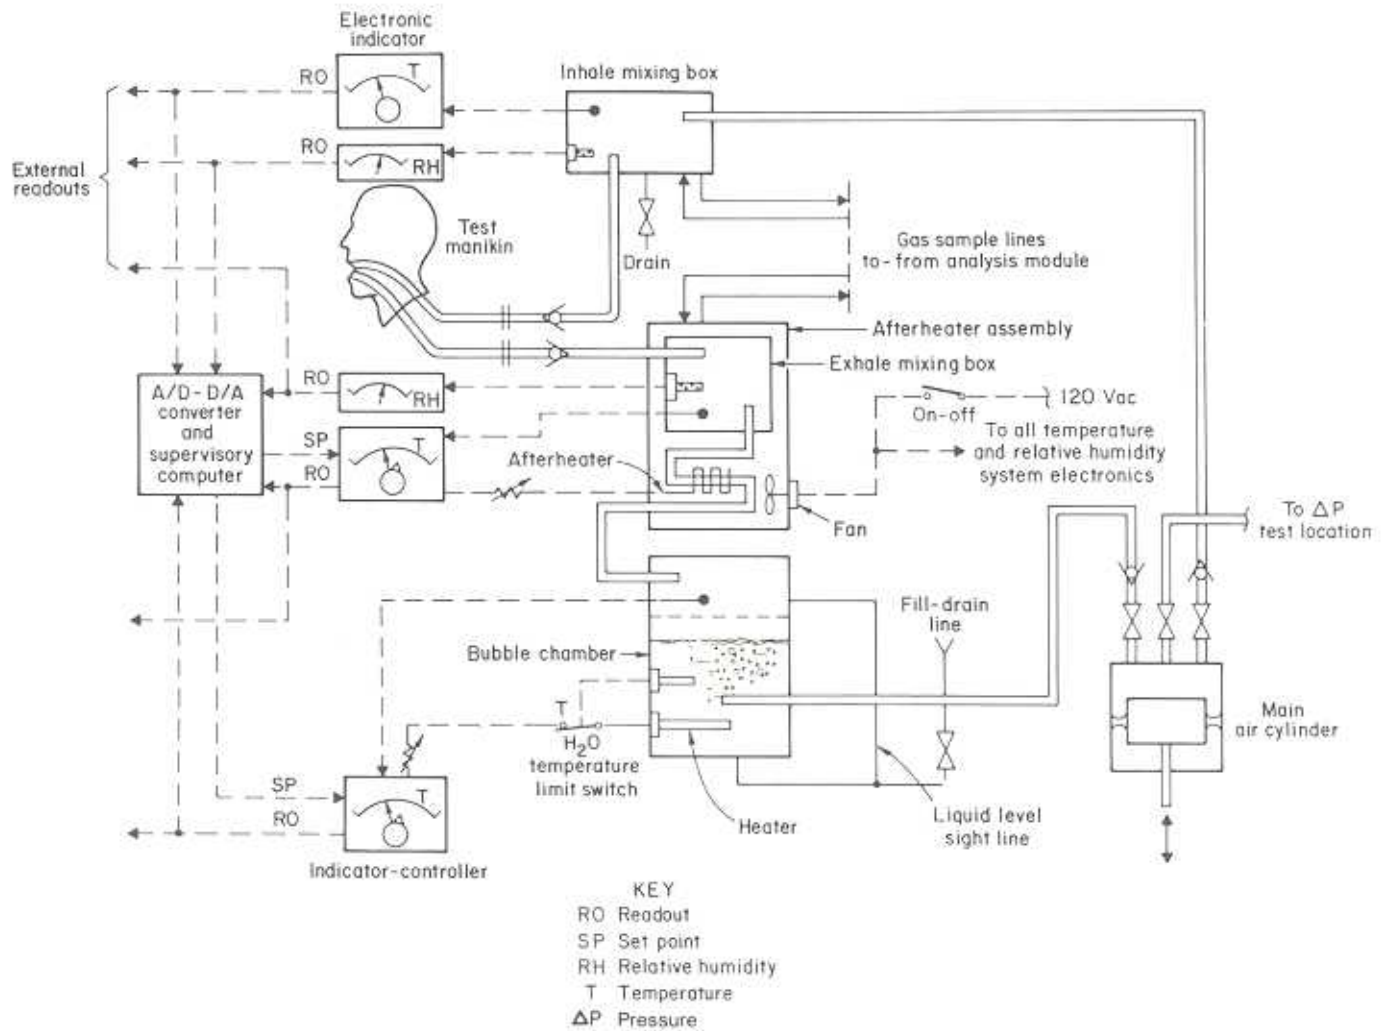 Electronic
indicator
T
RO
Inhale mixing box
RO
RH
External
readouts
Test
manikin
Drain
Gas sample lines
to-from analysis module
Afterheater assembly
Exhale mixing box
A/D-D/A
converter
and
supervisory
computer
RO
RH
SP
T
RO
Afterheater
On-off
120 Vac
To all temperature
and relative humidity
system electronics
Fan
To ΔP
test location
Fill-drain
line
Bubble chamber
T
H2O
temperature
limit switch
Main
air cylinder
SP
T
RO
Heater
Liquid level
sight line
Indicator-controller
KEY
RO Readout
SP Set point
RH Relative humidity
T Temperature
ΔP Pressure